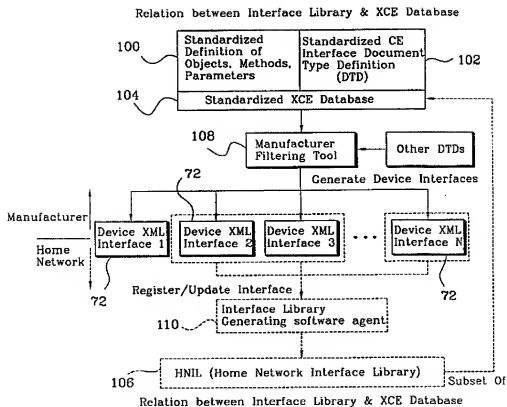 Relation between Interface Library & XCE Database
100
Standardized
Definition of
Objects, Methods,
Parameters
Standardized CE
Interface Document
Type Definition
(DTD)
102
104
Standardized XCE Database
108
Manufacturer
Filtering Tool
Other DTDs
72
Generate Device Interfaces
Manufacturer
Home
Network
Device XML
Interface 1
Device XML
Interface 2
Device XML
Interface 3
Device XML
Interface N
72
72
Register/Update Interface
110
Interface Library
Generating software agent
106
HNIL (Home Network Interface Library)
Subset Of
Relation between Interface Library & XCE Database